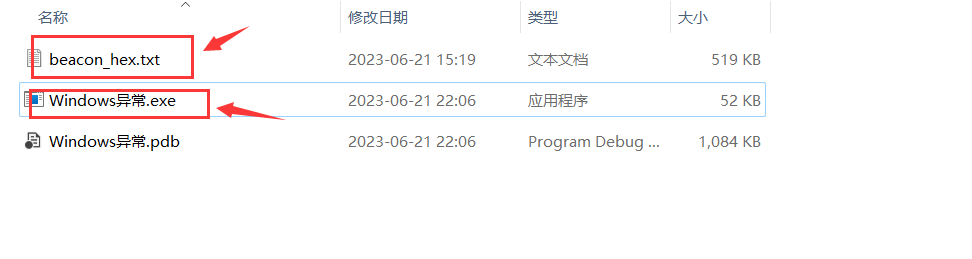 名称 修改日期 类型 大小
beacon_hex.txt 2023-06-21 15:19 文本文档 519 KB
Windows异常.exe 2023-06-21 22:06 应用程序 52 KB
Windows异常.pdb 2023-06-21 22:06 Program Debug ... 1,084 KB